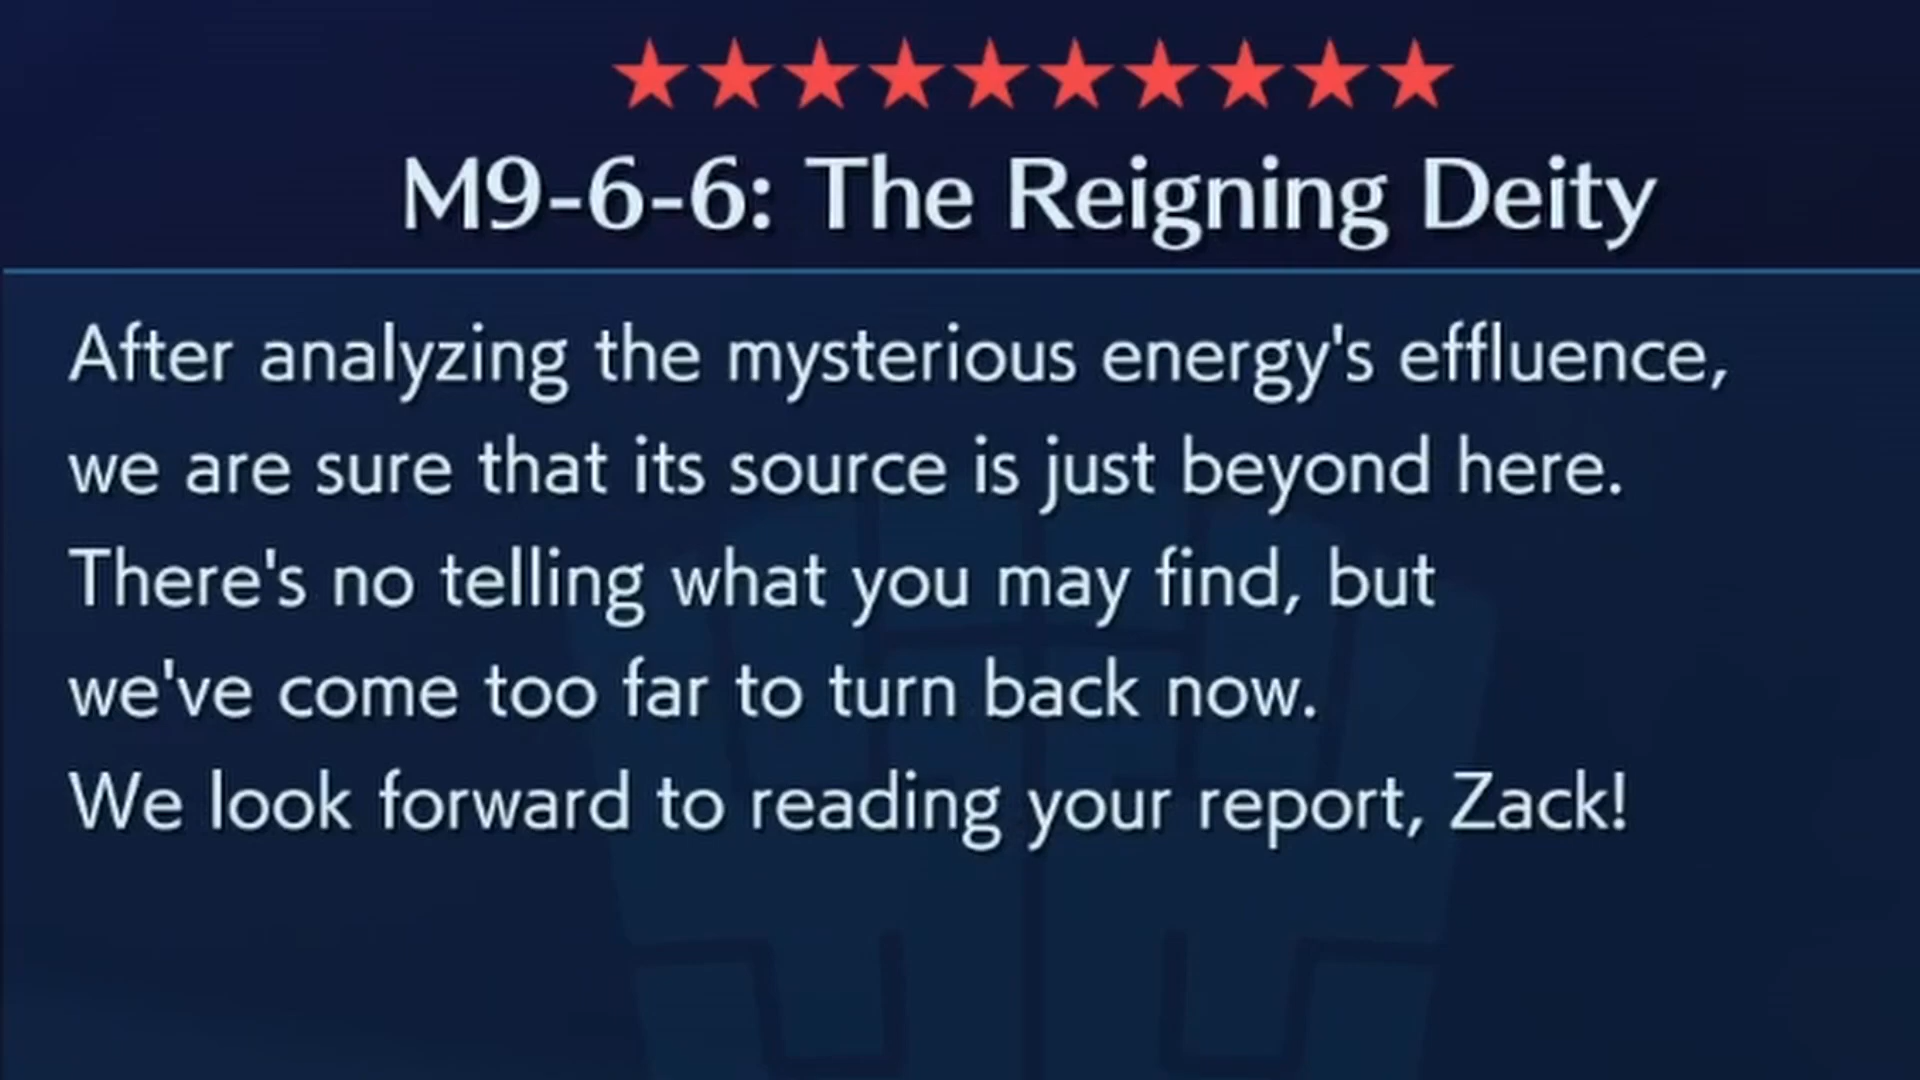 M9-6-6: The Reigning Deity
After analyzing the mysterious energy's effluence,
we are sure that its source is just beyond here.
There's no telling what you may find, but
we've come too far to turn back now.
We look forward to reading your report, Zack!